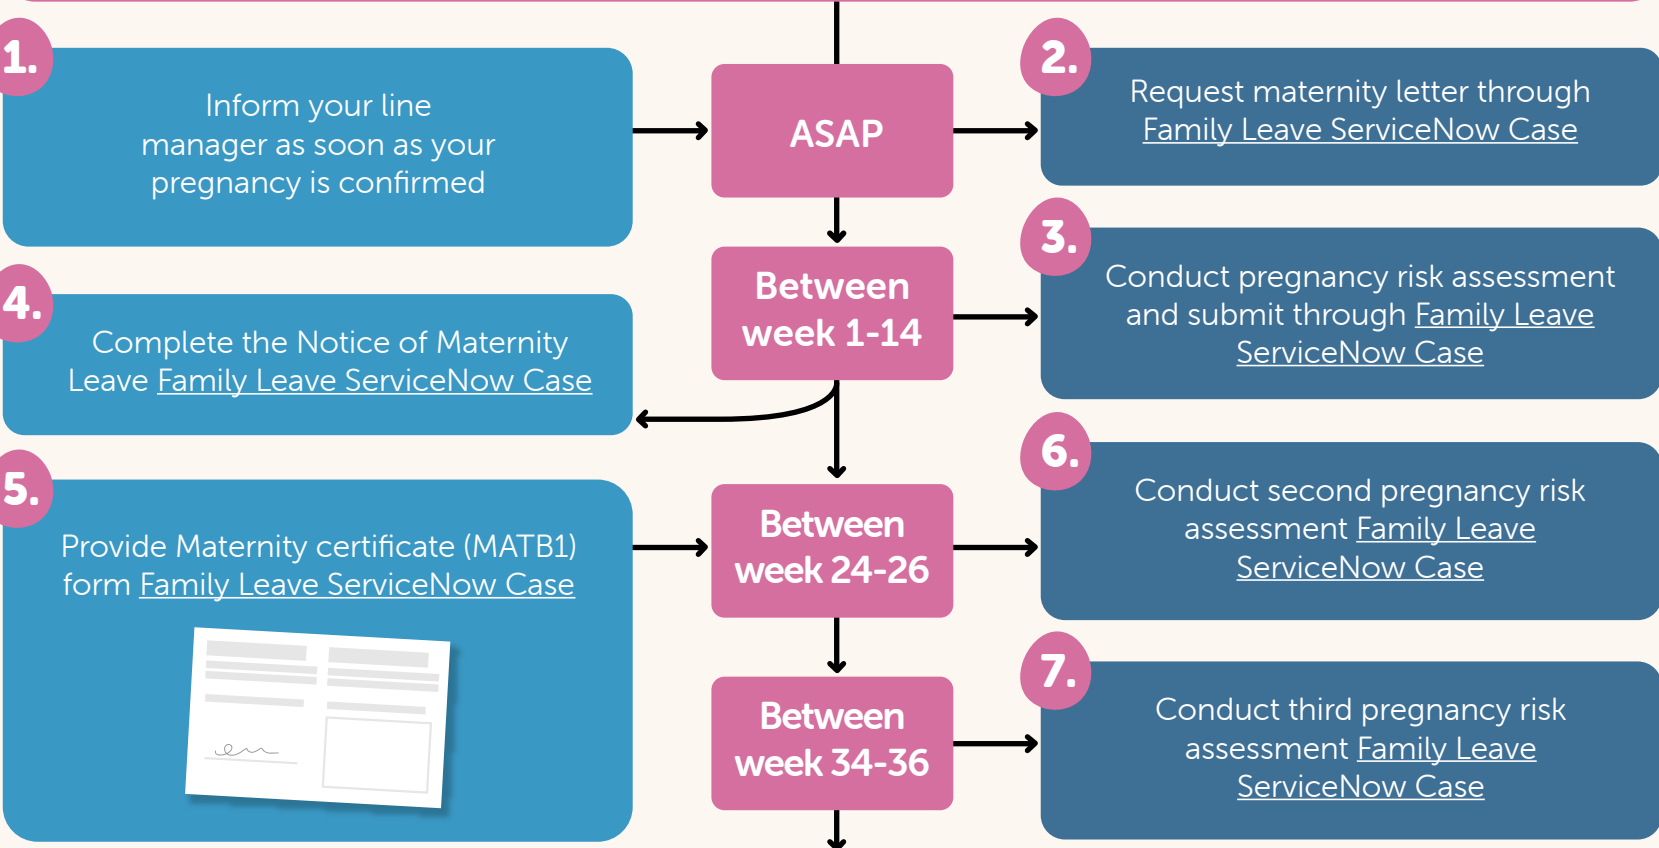 1.
Inform your line
manager as soon as your
pregnancy is confirmed
ASAP
2.
Request maternity letter through
Family Leave ServiceNow Case
Between
week 1-14
3.
Conduct pregnancy risk assessment
and submit through Family Leave
ServiceNow Case
4.
Complete the Notice of Maternity
Leave Family Leave ServiceNow Case
5.
Provide Maternity certificate (MATB1)
form Family Leave ServiceNow Case
Between
week 24-26
6.
Conduct second pregnancy risk
assessment Family Leave
ServiceNow Case
Between
week 34-36
7.
Conduct third pregnancy risk
assessment Family Leave
ServiceNow Case